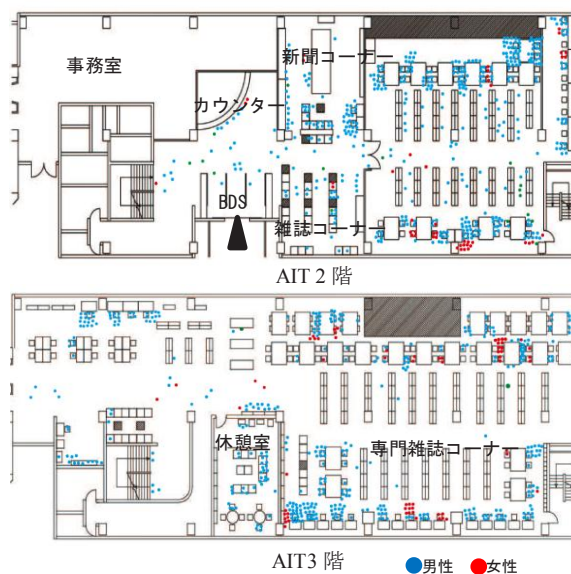 新聞コーナー
事務室
カウンター
BDS
雑誌コーナー
AIT 2 階
休憩室
専門雑誌コーナー
AIT3 階
男性
女性